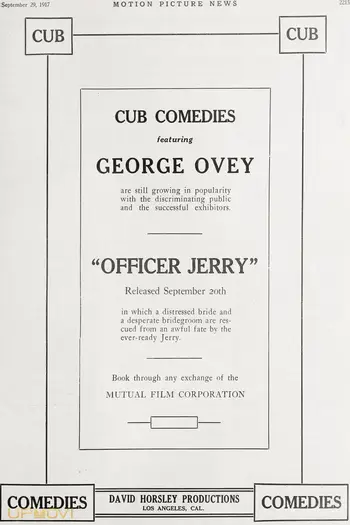 September 29, 1917 MOTION PICTURE NEWS
CUB CUB
CUB COMEDIES
featuring
GEORGE OVEY
are still growing in popularity
with the discriminating public
and the successful exhibitors.
"OFFICER JERRY"
Released September 20th
in which a distressed bride and
a desperate bridegroom are res-
cued from an awful fate by the
ever-ready Jerry.
Book through any exchange of the
MUTUAL FILM CORPORATION
COMEDIES DAVID HORSLEY PRODUCTIONS COMEDIES
LOS ANGELES, CAL.